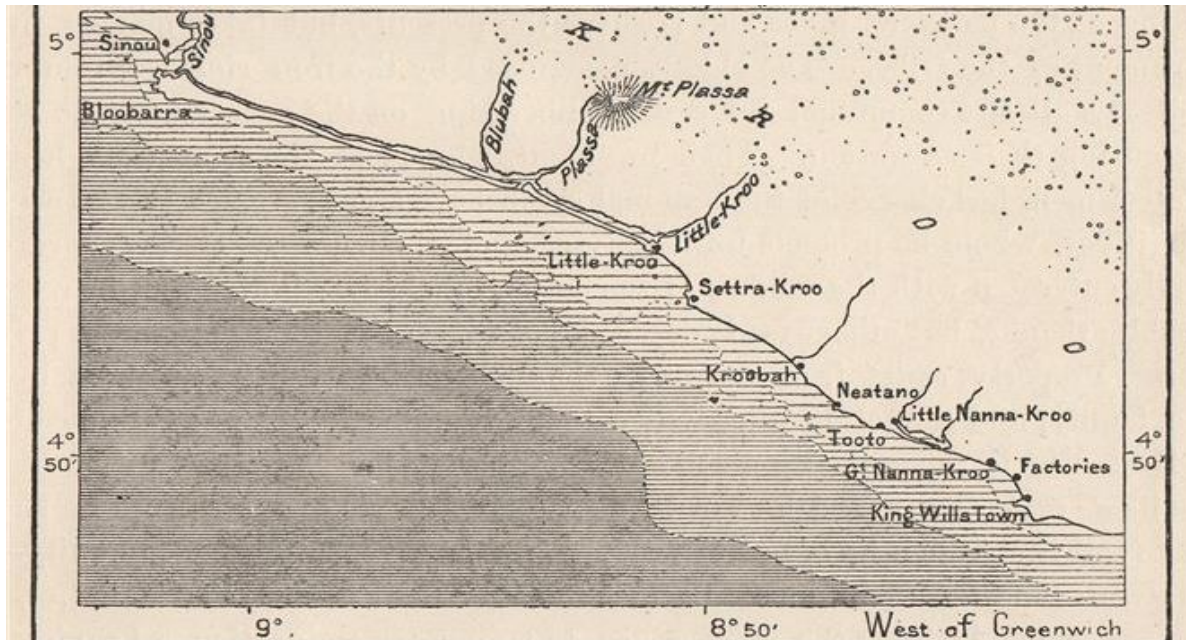 5°
5°
Sinou
Sinou
Bloobarra
Blubah
Plassa
Mt Plassa
Little-Kroo
Little-Kroo
Settra-Kroo
Kroobah
Neatano
Little Nanna-Kroo
Tooto
Gt Nanna-Kroo
Factories
King Wills Town
4°
50'
4°
50'
9°
8° 50'
West of Greenwich